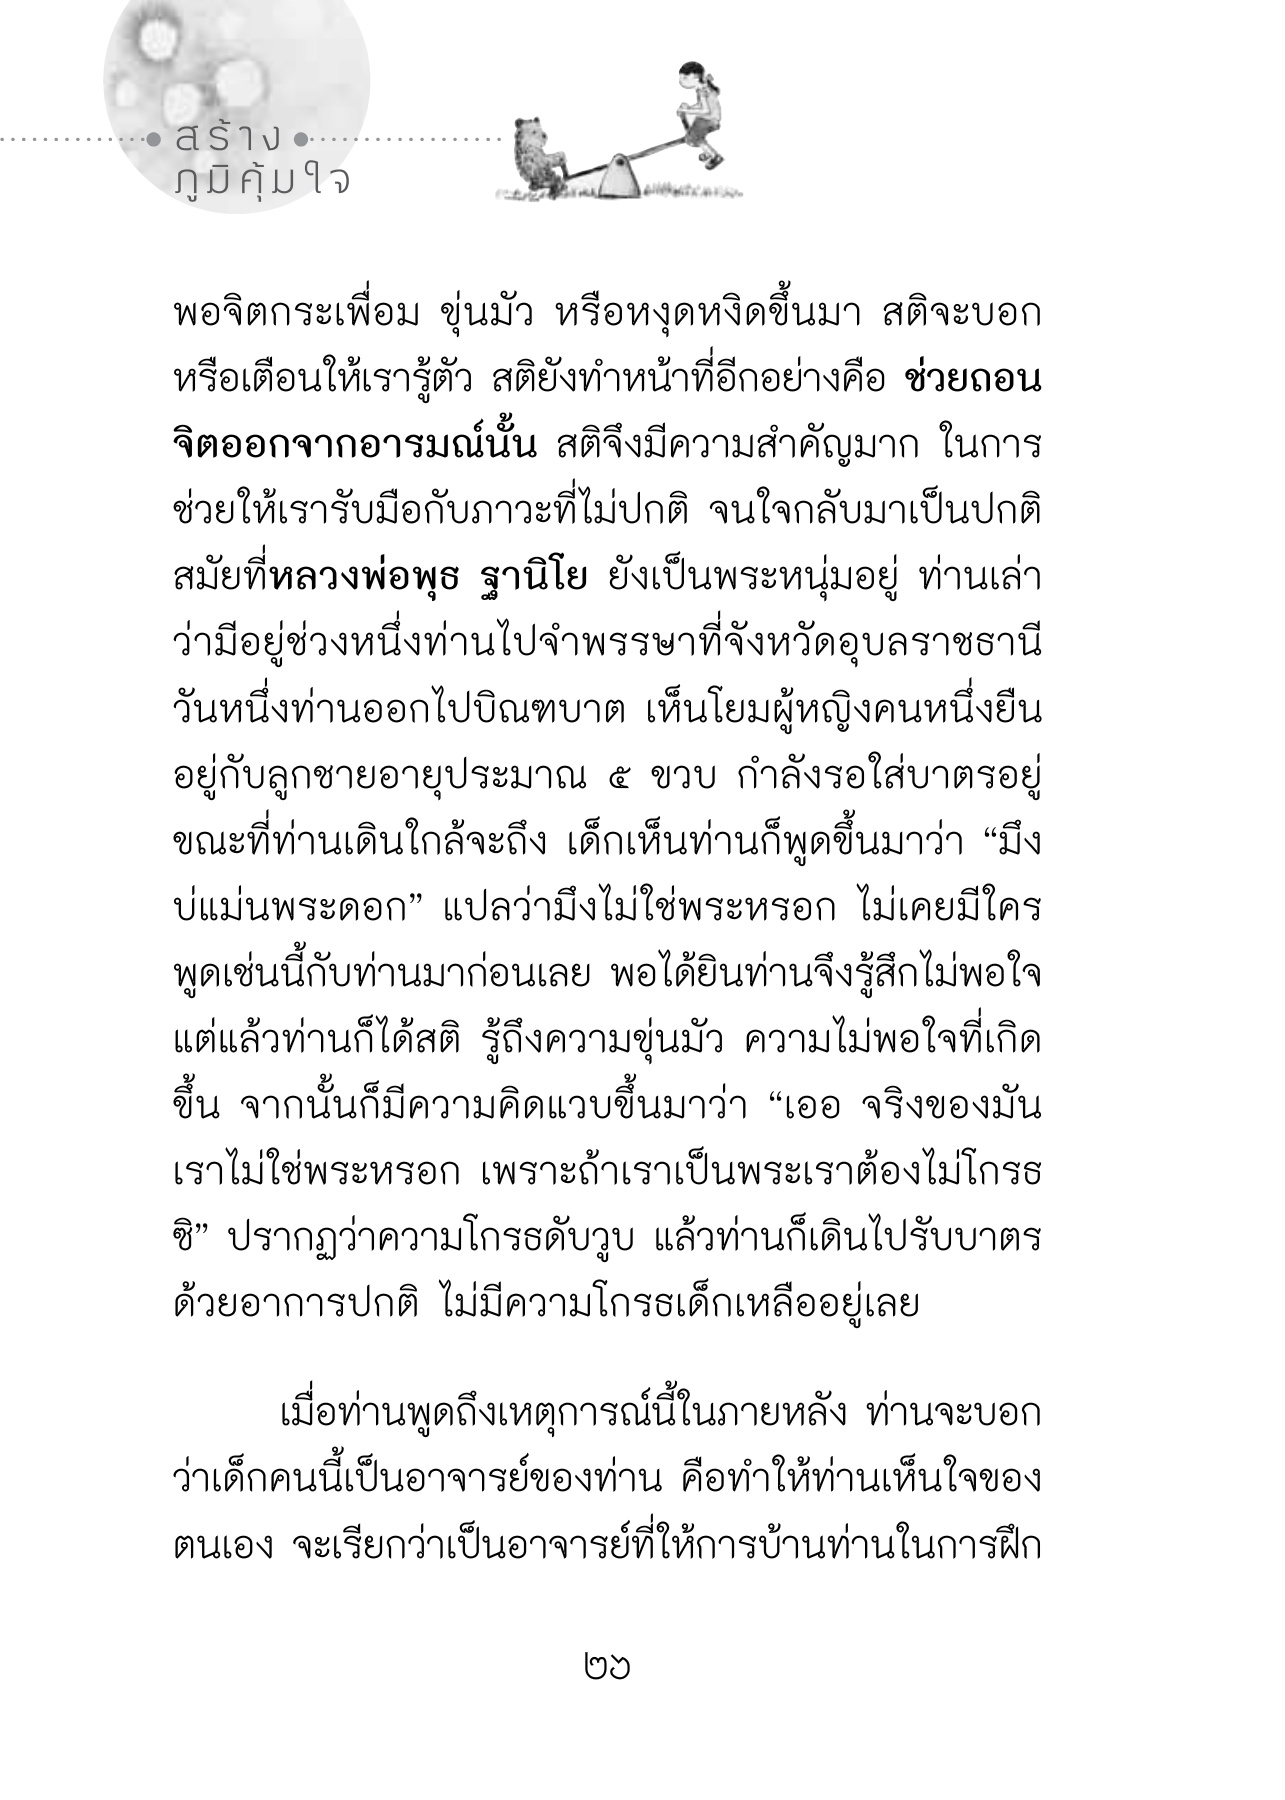 สร้าง
ภูมิคุ้มใจ
พอจิตกระเพื่อม ขุ่นมัว หรือหงุดหงิดขึ้นมา สติจะบอก
หรือเตือนให้เรารู้ตัว สติยังทำหน้าที่อีกอย่างคือ ช่วยถอน
จิตออกจากอารมณ์นั้น สติจึงมีความสำคัญมาก ในการ
ช่วยให้เรารับมือกับภาวะที่ไม่ปกติ จนใจกลับมาเป็นปกติ
สมัยที่หลวงพ่อพุธ ฐานิโย ยังเป็นพระหนุ่มอยู่ ท่านเล่า
ว่ามีอยู่ช่วงหนึ่งท่านไปจำพรรษาที่จังหวัดอุบลราชธานี
วันหนึ่งท่านออกไปบิณฑบาต เห็นโยมผู้หญิงคนหนึ่งยืน
อยู่กับลูกชายอายุประมาณ ๕ ขวบ กำลังรอใส่บาตรอยู่
ขณะที่ท่านเดินใกล้จะถึง เด็กเห็นท่านก็พูดขึ้นมาว่า “มึง
บ่แม่นพระดอก” แปลว่ามึงไม่ใช่พระหรอก ไม่เคยมีใคร
พูดเช่นนี้กับท่านมาก่อนเลย พอได้ยินท่านจึงรู้สึกไม่พอใจ
แต่แล้วท่านก็ได้สติ รู้ถึงความขุ่นมัว ความไม่พอใจที่เกิด
ขึ้น จากนั้นก็มีความคิดแวบขึ้นมาว่า “เออ จริงของมัน
เราไม่ใช่พระหรอก เพราะถ้าเราเป็นพระเราต้องไม่โกรธ
ซิ” ปรากฏว่าความโกรธดับวูบ แล้วท่านก็เดินไปรับบาตร
ด้วยอาการปกติ ไม่มีความโกรธเด็กเหลืออยู่เลย
เมื่อท่านพูดถึงเหตุการณ์นี้ในภายหลัง ท่านจะบอก
ว่าเด็กคนนี้เป็นอาจารย์ของท่าน คือทำให้ท่านเห็นใจของ
ตนเอง จะเรียกว่าเป็นอาจารย์ที่ให้การบ้านท่านในการฝึก
๒๖